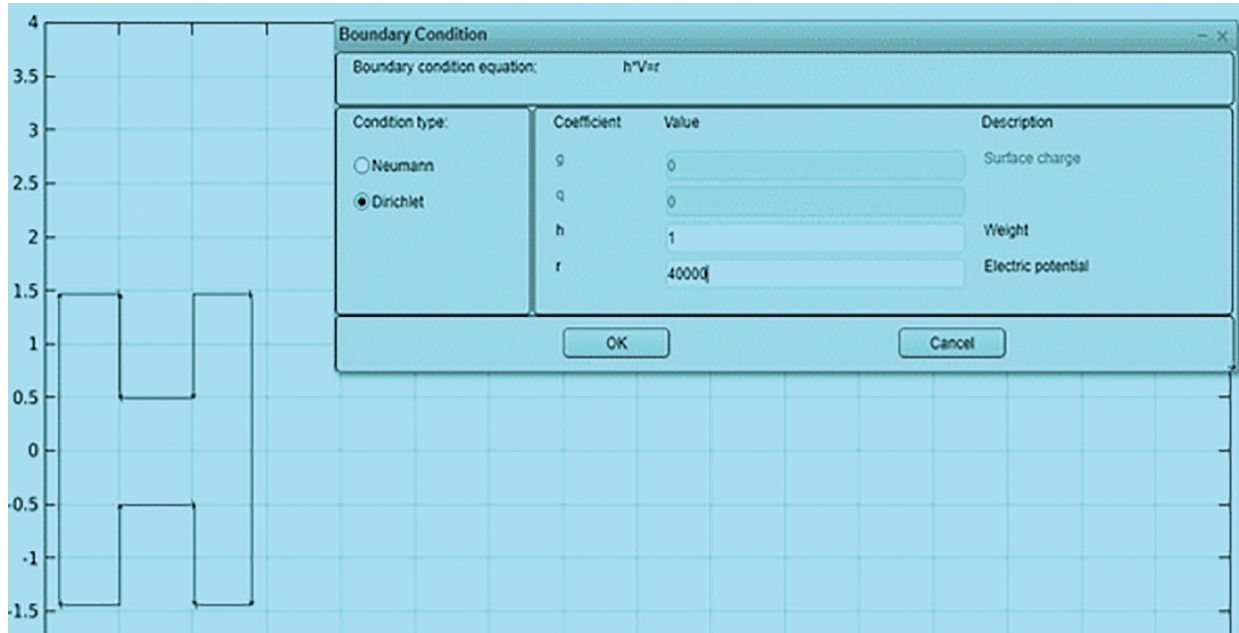 4
3.5
3
2.5
2
1.5
1
0.5
0
-0.5
-1
-1.5
Boundary Condition
Boundary condition equation: h*V=r
Condition type:
Neumann
Dirichlet
Coefficient Value Description
g 0 Surface charge
q 0
h 1 Weight
r 40000 Electric potential
OK Cancel